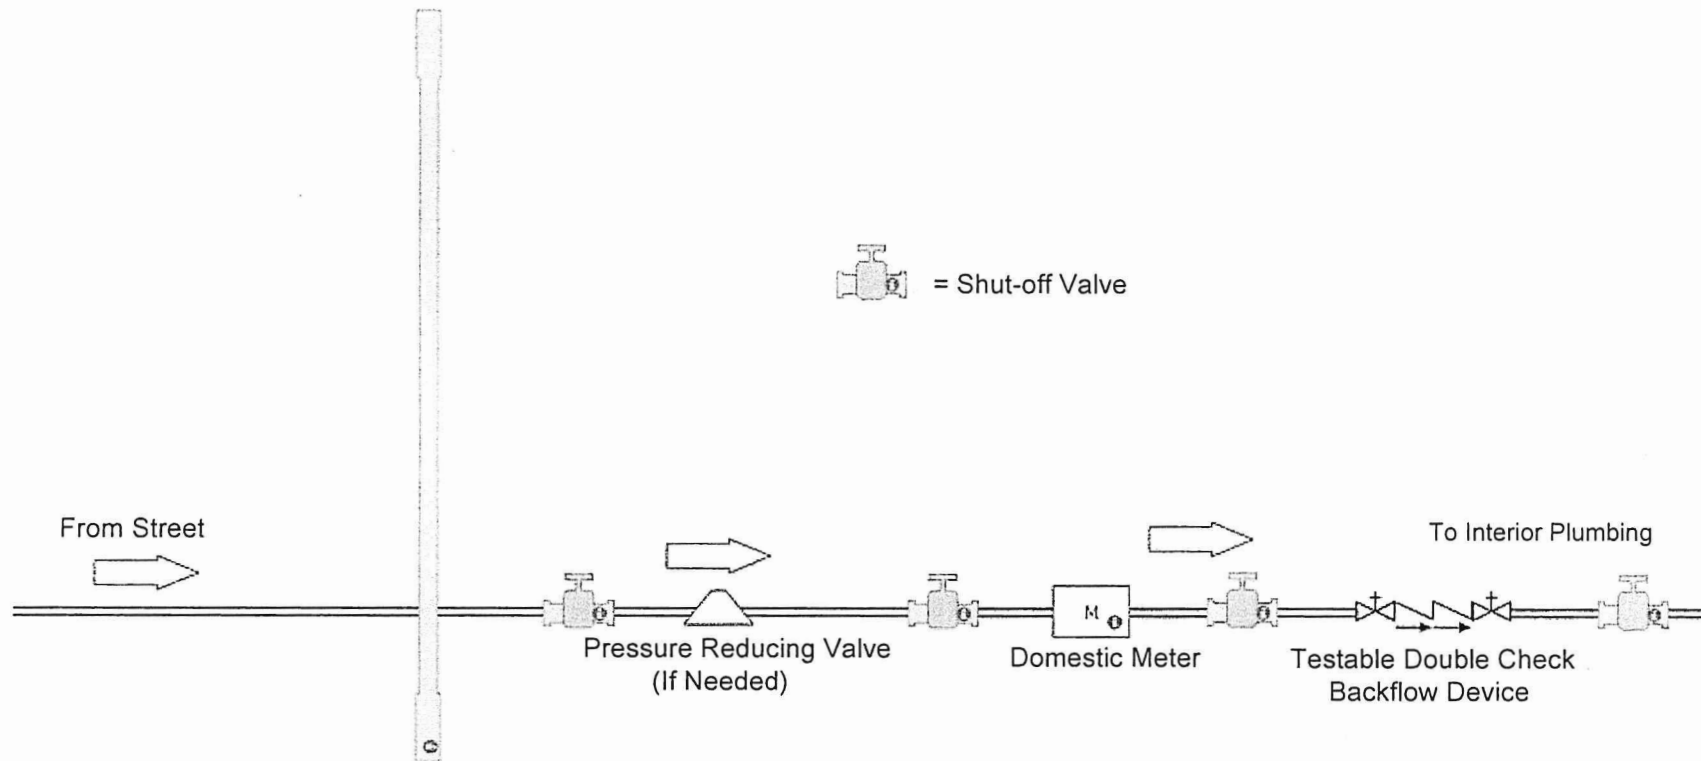 = Shut-off Valve
From Street
To Interior Plumbing
M
Pressure Reducing Valve
(If Needed)
Domestic Meter
Testable Double Check
Backflow Device